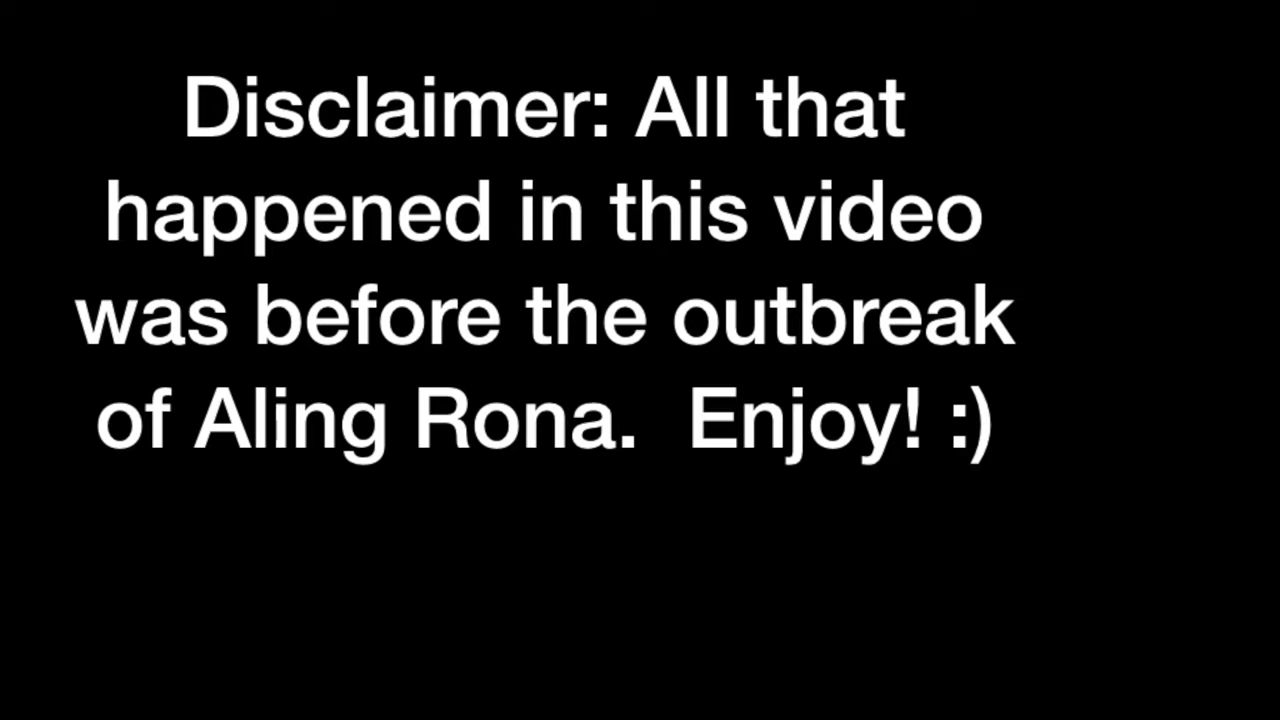 Disclaimer: All that
happened in this video
was before the outbreak
of Aling Rona.  Enjoy! :)